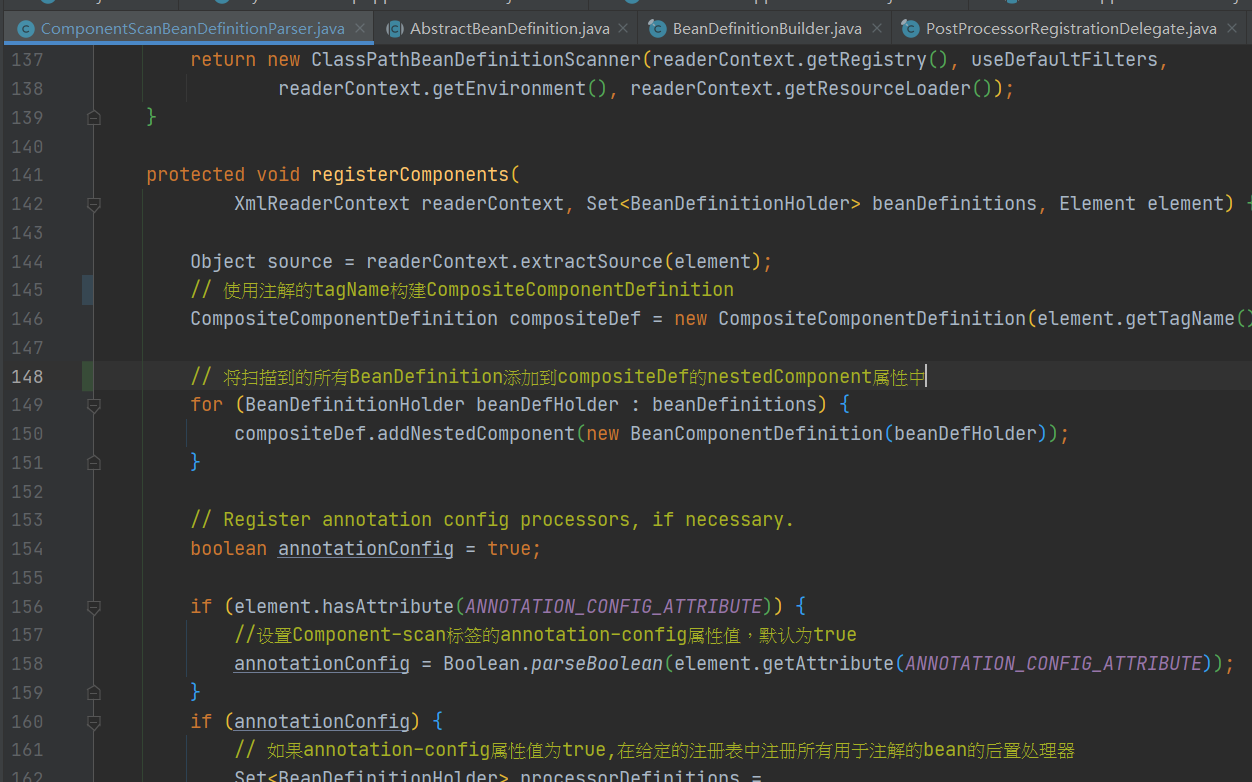 ComponentScanBeanDefinitionParser.java AbstractBeanDefinition.java BeanDefinitionBuilder.java PostProcessorRegistrationDelegate.java
137 return new ClassPathBeanDefinitionScanner(readerContext.getRegistry(), useDefaultFilters,
138 readerContext.getEnvironment(), readerContext.getResourceLoader());
139 }
140
141 protected void registerComponents(
142 XmlReaderContext readerContext, Set<BeanDefinitionHolder> beanDefinitions, Element element) {
143
144 Object source = readerContext.extractSource(element);
145 // 使用注解的tagName构建CompositeComponentDefinition
146 CompositeComponentDefinition compositeDef = new CompositeComponentDefinition(element.getTagName()
147
148 // 将扫描到的所有BeanDefinition添加到compositeDef的nestedComponent属性中
149 for (BeanDefinitionHolder beanDefHolder : beanDefinitions) {
150 compositeDef.addNestedComponent(new BeanComponentDefinition(beanDefHolder));
151 }
152
153 // Register annotation config processors, if necessary.
154 boolean annotationConfig = true;
155
156 if (element.hasAttribute(ANNOTATION_CONFIG_ATTRIBUTE)) {
157 //设置Component-scan标签的annotation-config属性值，默认为true
158 annotationConfig = Boolean.parseBoolean(element.getAttribute(ANNOTATION_CONFIG_ATTRIBUTE));
159 }
160 if (annotationConfig) {
161 // 如果annotation-config属性值为true,在给定的注册表中注册所有用于注解的bean的后置处理器
162 Set<BeanDefinitionHolder> processorDefinitions =